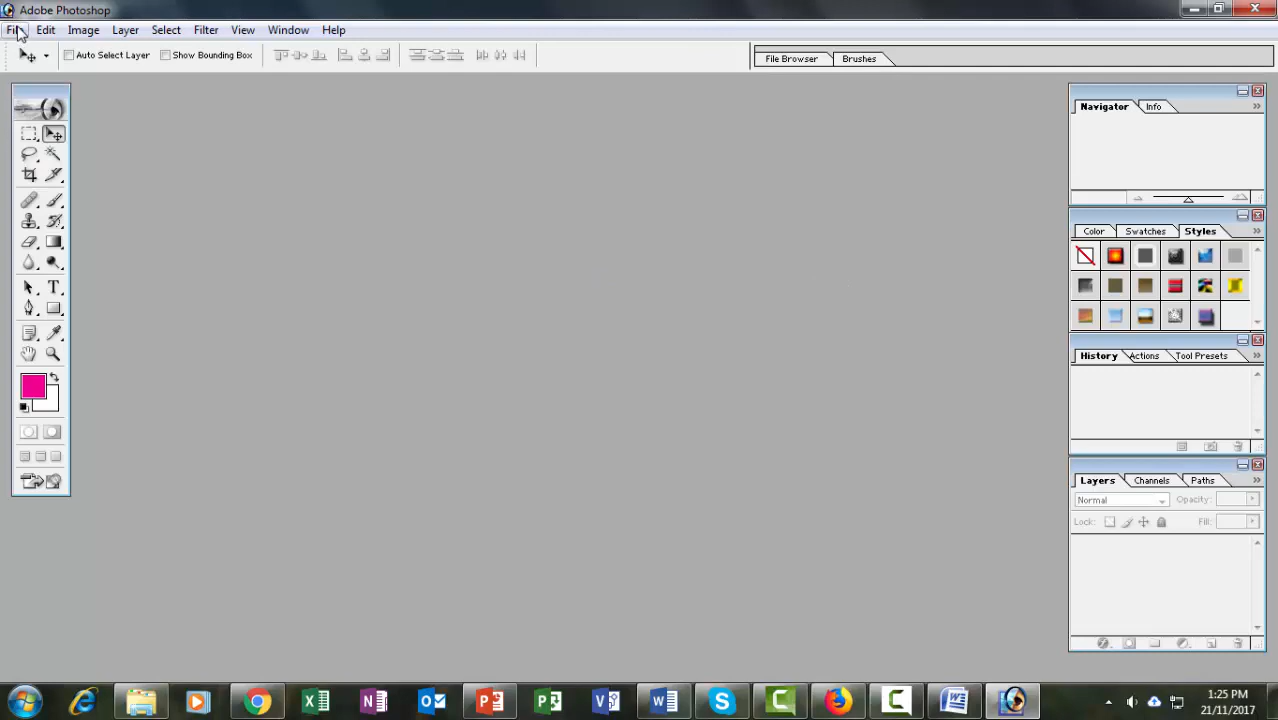 Adobe Photoshop
File Edit Image Layer Select Filter View Window Help
Auto Select Layer Show Bounding Box File Browser Brushes
Navigator Info
Color Swatches Styles
History Actions Tool Presets
Layers Channels Paths
Normal Opacity:
Lock: Fill:
1:25 PM
21/11/2017